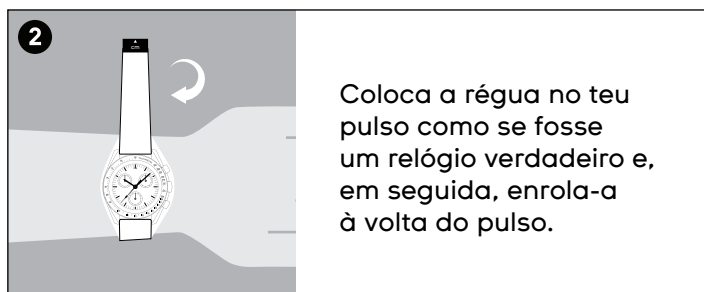 2
cm
Coloca a régua no teu
pulso como se fosse
um relógio verdadeiro e,
em seguida, enrola-a
à volta do pulso.